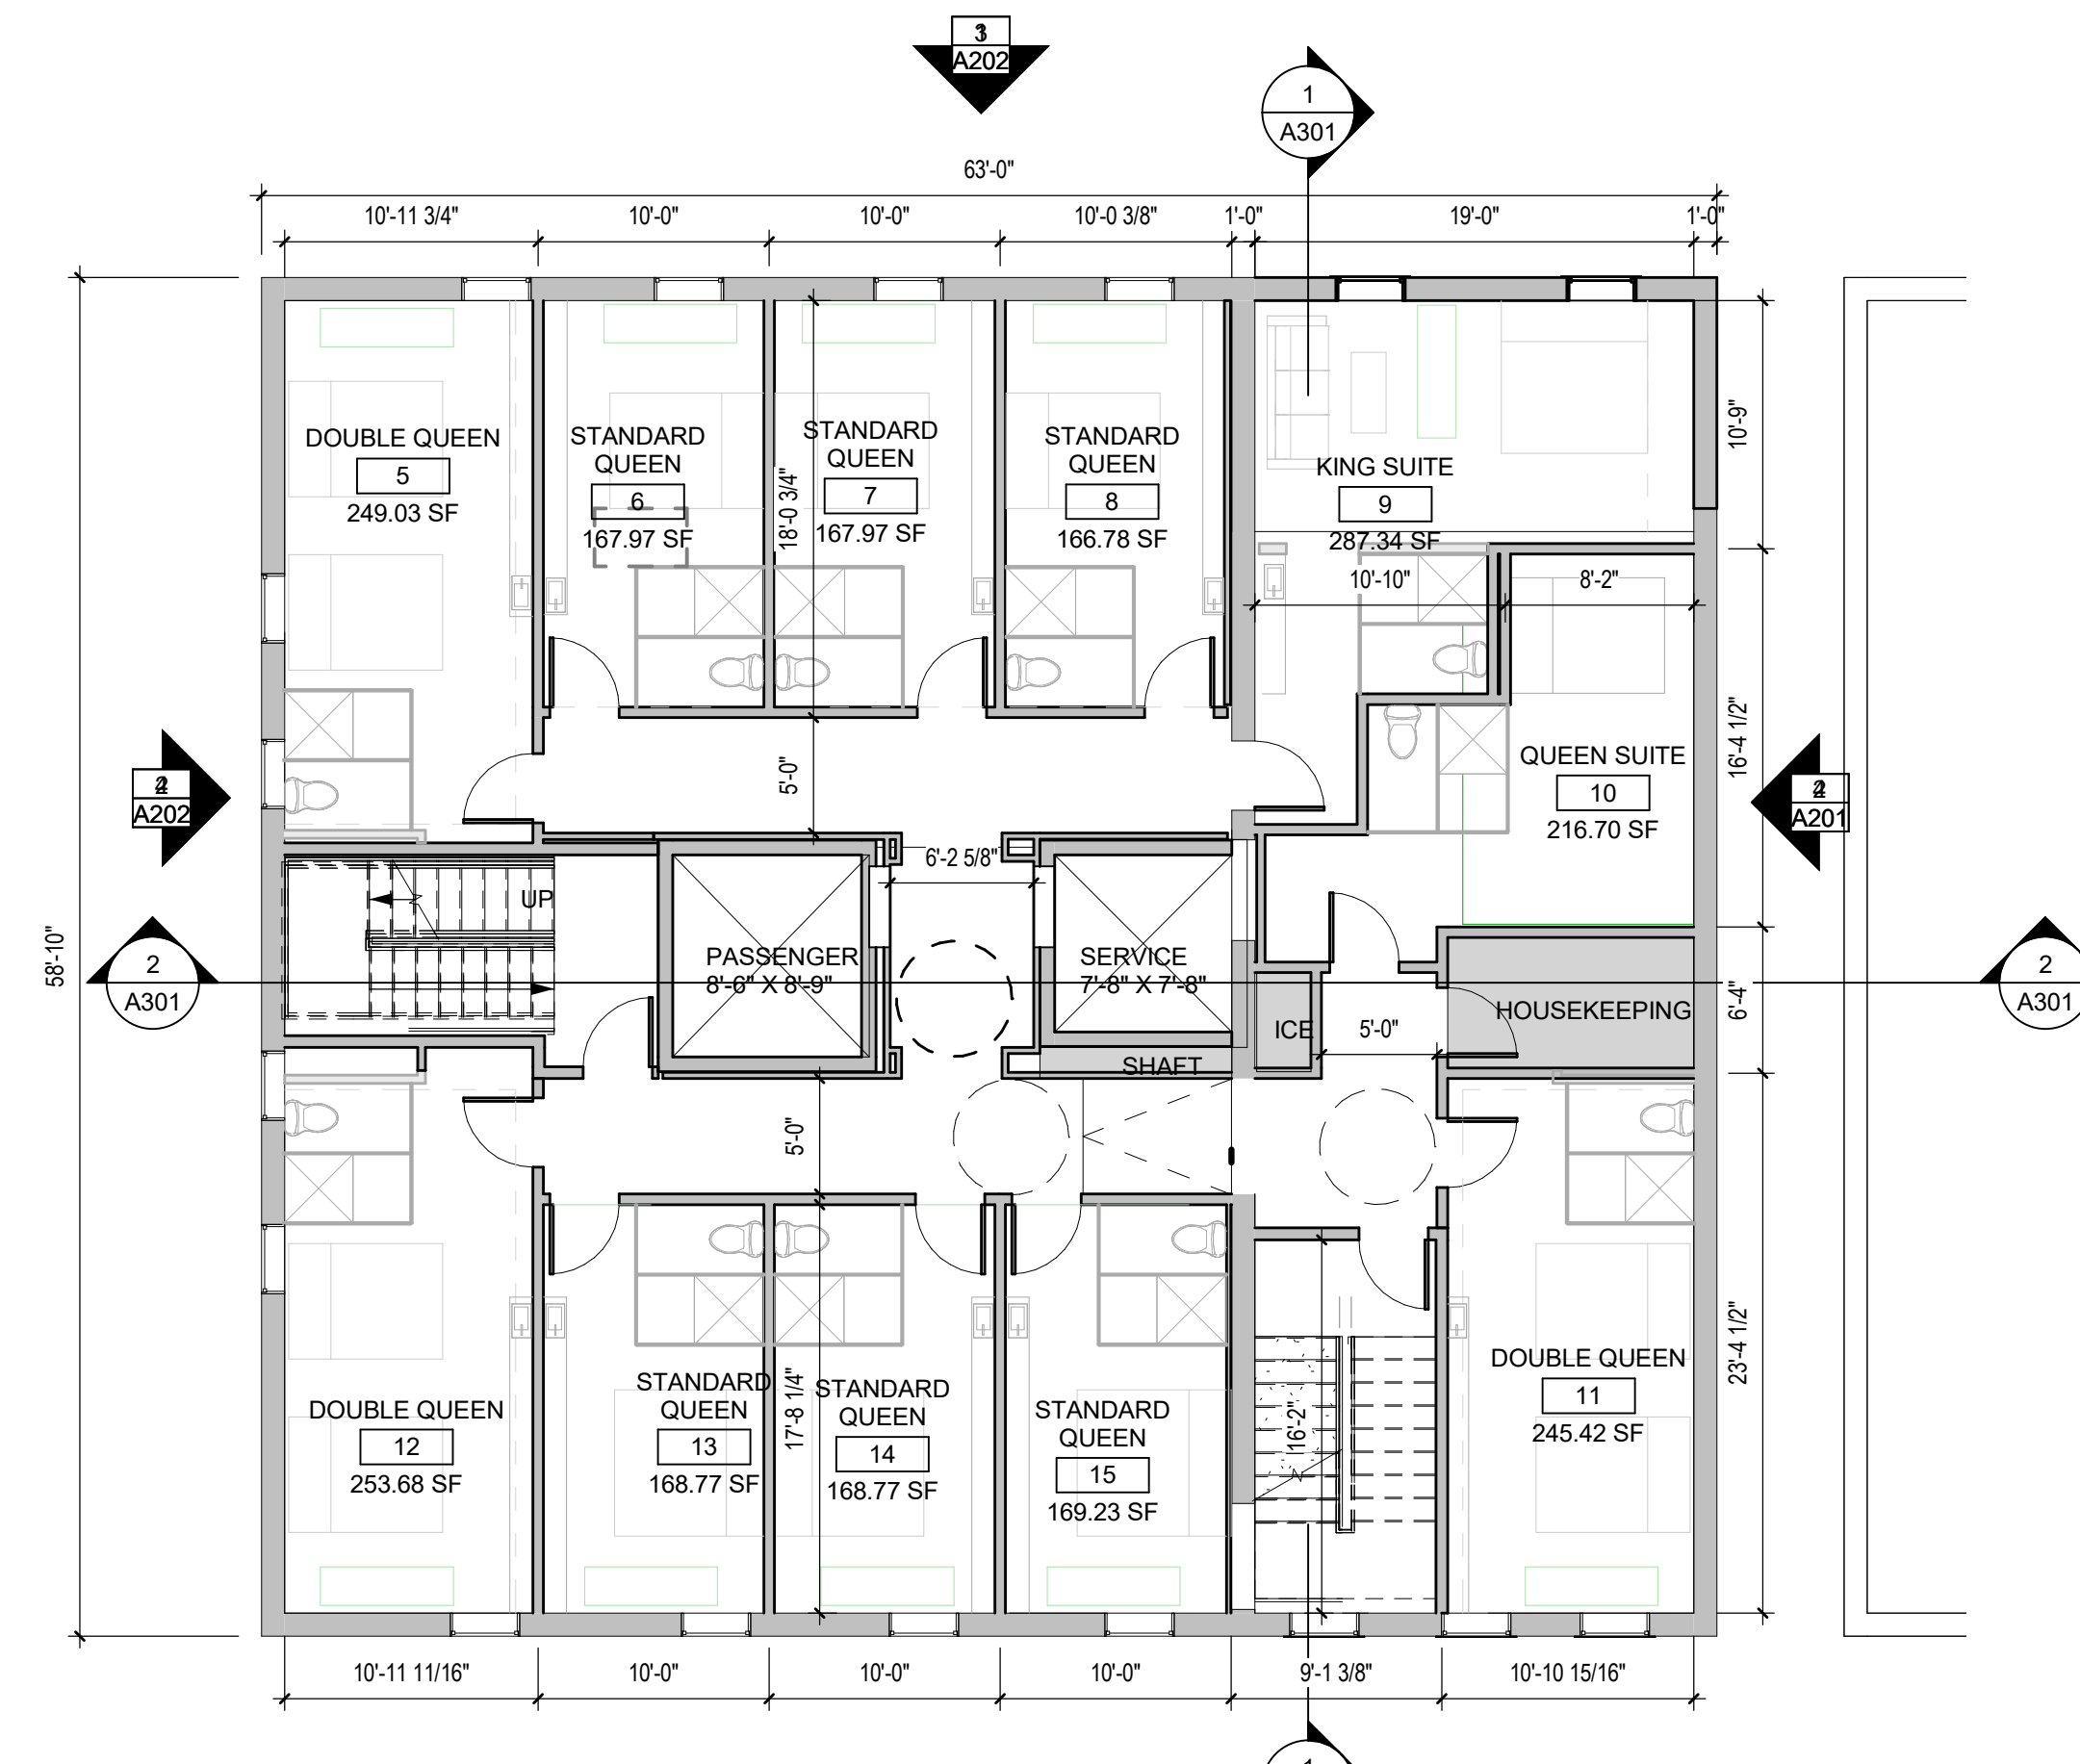 3
A202
1
A301
63'-0"
10'-11 3/4"
10'-0"
10'-0"
10'-0 3/8"
1'-0"
19'-0"
1'-0"
DOUBLE QUEEN
5
249.03 SF
STANDARD
QUEEN
6
167.97 SF
18'-0 3/4"
STANDARD
QUEEN
7
167.97 SF
STANDARD
QUEEN
8
166.78 SF
KING SUITE
9
287.34 SF
10'-9"
10'-10"
8'-2"
QUEEN SUITE
10
216.70 SF
16'-4 1/2"
A202
A201
5'-0"
6'-2 5/8"
UP
58'-10"
2
A301
PASSENGER
8'-6" X 8'-9"
SERVICE
7'-8" X 7'-8"
ICE
5'-0"
HOUSEKEEPING
6'-4"
2
A301
SHAFT
5'-0"
DOUBLE QUEEN
12
253.68 SF
STANDARD
QUEEN
13
168.77 SF
17'-8 1/4"
STANDARD
QUEEN
14
168.77 SF
STANDARD
QUEEN
15
169.23 SF
16'-2"
DOUBLE QUEEN
11
245.42 SF
23'-4 1/2"
10'-11 11/16"
10'-0"
10'-0"
10'-0"
9'-1 3/8"
10'-10 15/16"